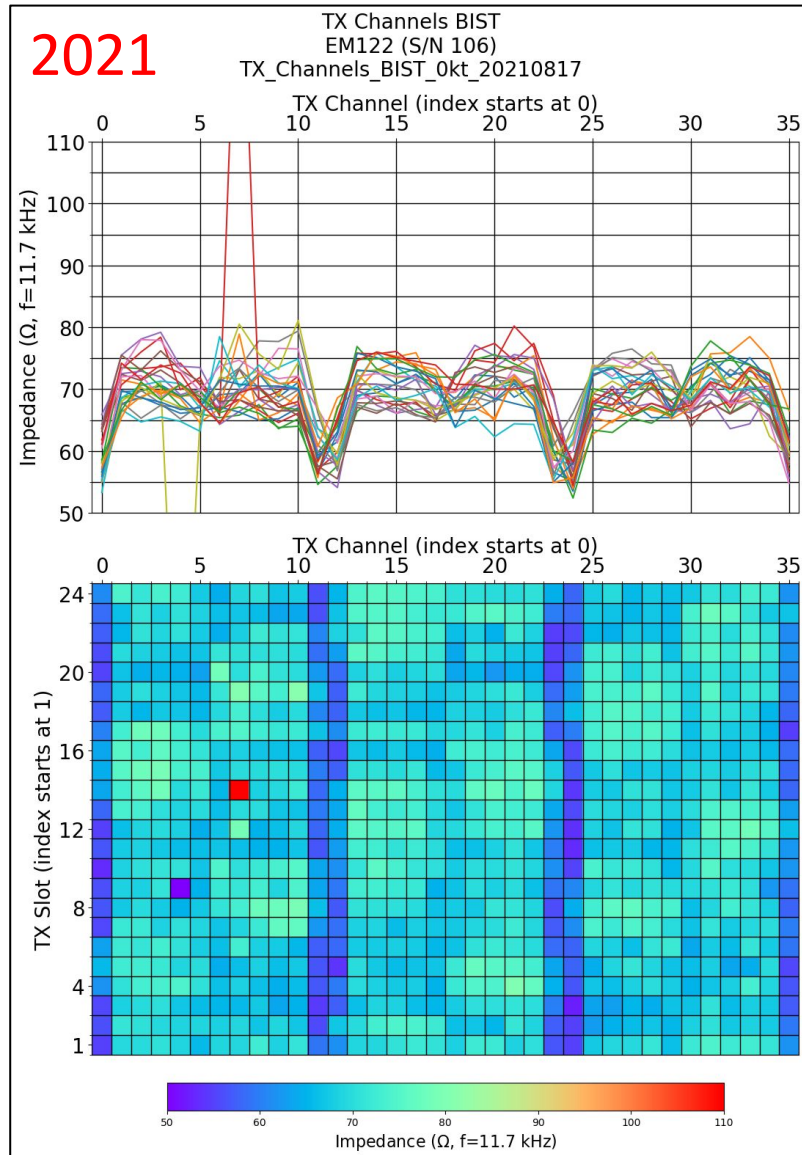 2021
TX Channels BIST
EM122 (S/N 106)
TX_Channels_BIST_0kt_20210817
TX Channel (index starts at 0)
0 5 10 15 20 25 30 35
110
100
90
80
70
60
50
Impedance (Ω, f=11.7 kHz)
TX Channel (index starts at 0)
0 5 10 15 20 25 30 35
24
20
16
12
8
4
1
TX Slot (index starts at 1)
50 60 70 80 90 100 110
Impedance (Ω, f=11.7 kHz)